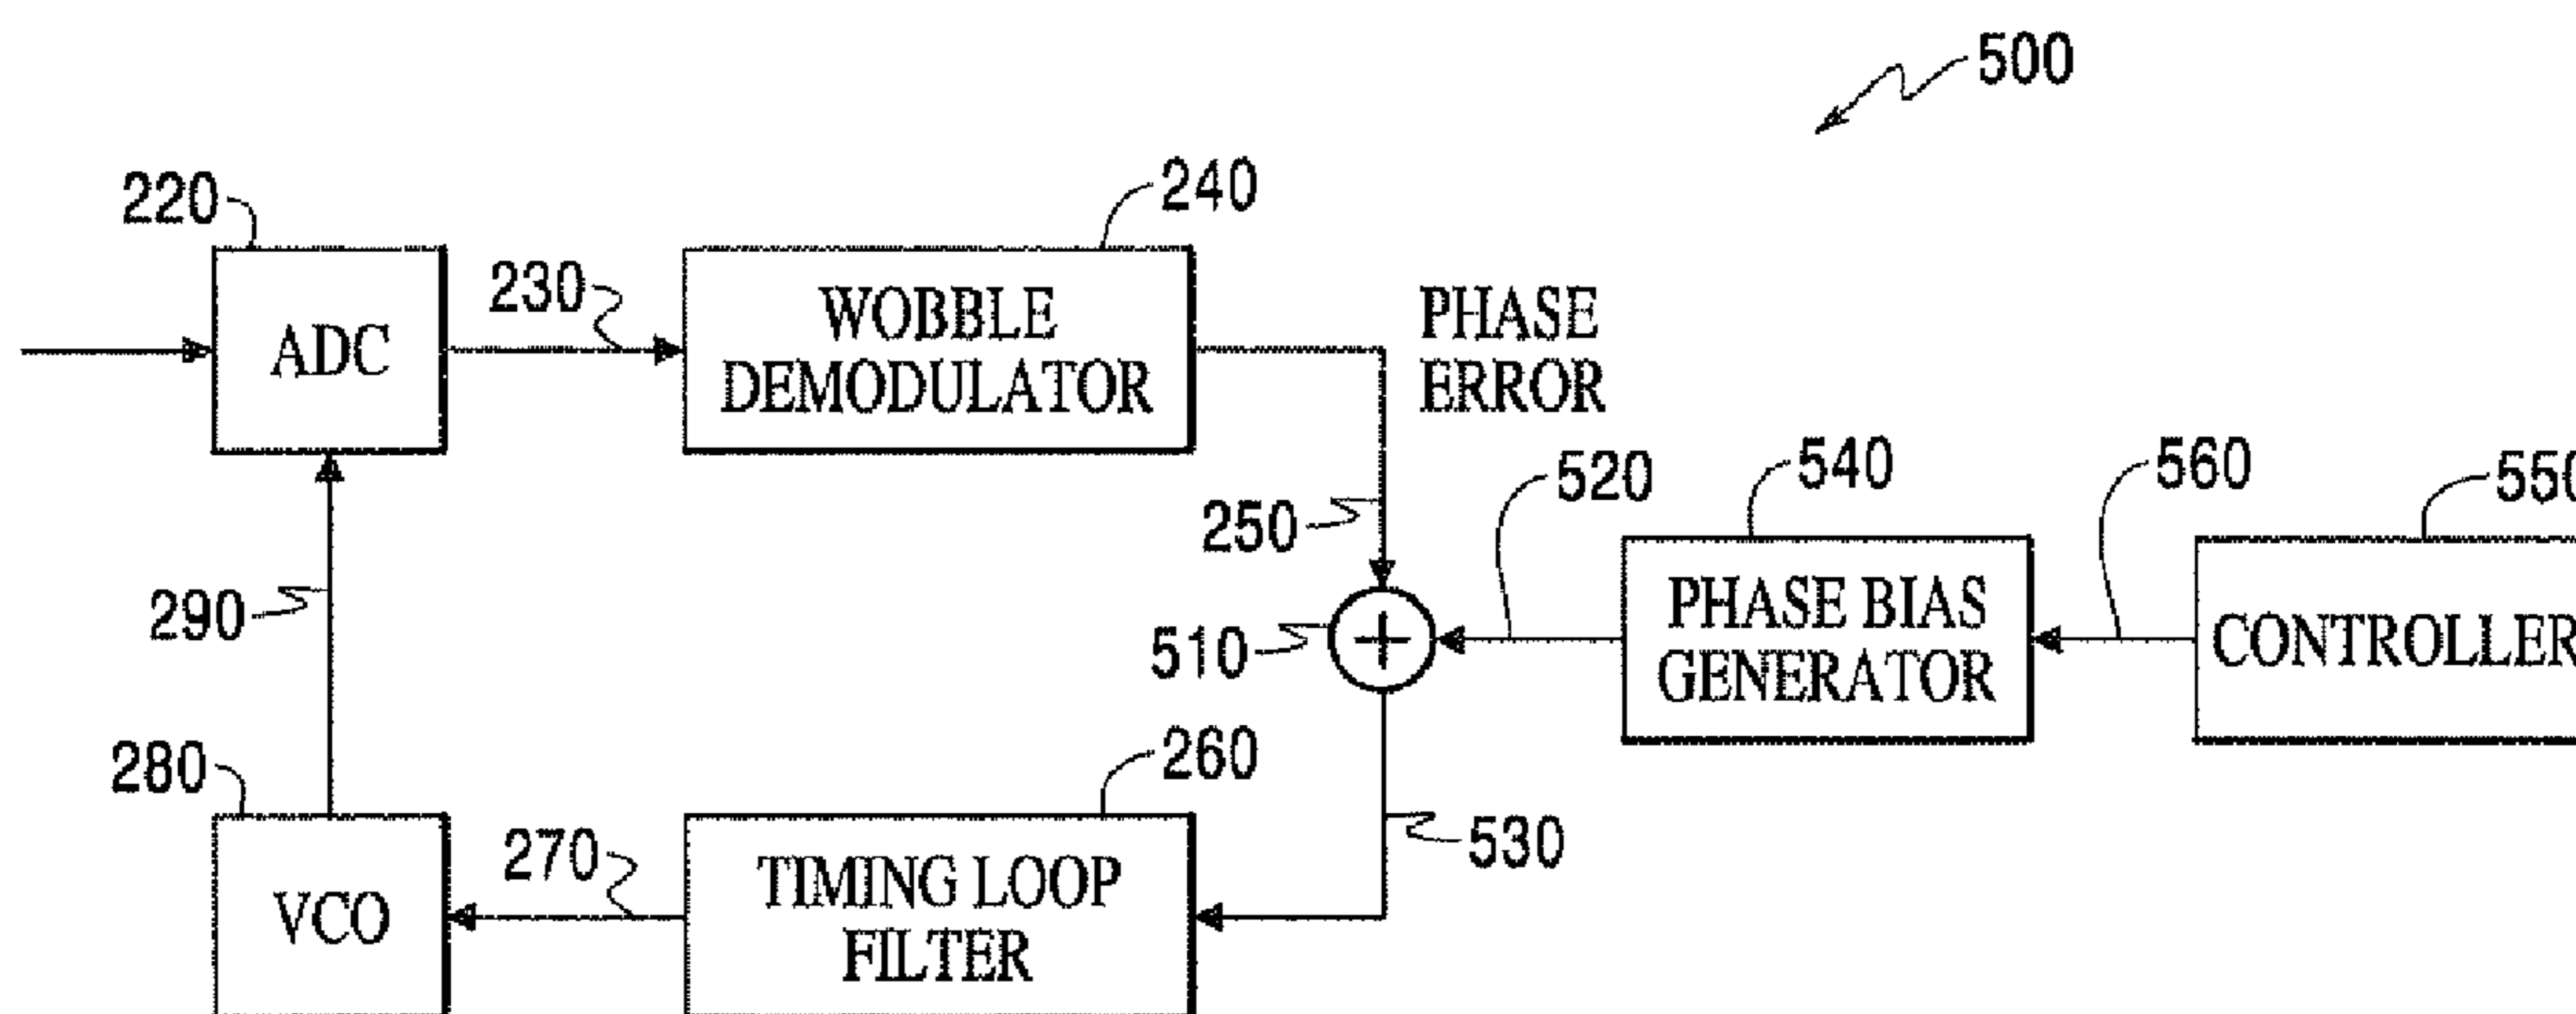 500
220
240
230
ADC
WOBBLE
DEMODULATOR
PHASE
ERROR
250
520
540
560
550
290
510
PHASE BIAS
GENERATOR
CONTROLLER
280
270
260
530
VCO
TIMING LOOP
FILTER